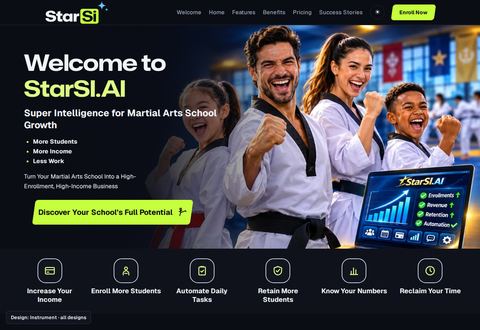 StarSi
Welcome Home Features Benefits Pricing Success Stories
Enroll Now
Welcome to
StarSI.AI
Super Intelligence for Martial Arts School
Growth
More Students
More Income
Less Work
Turn Your Martial Arts School Into a High-
Enrollment, High-Income Business
Discover Your School's Full Potential
StarSI.AI
Enrollments
Revenue
Retention
Automation
Increase Your
Income
Enroll More Students
Automate Daily
Tasks
Retain More
Students
Know Your Numbers
Reclaim Your Time
Design: Instrument · all designs